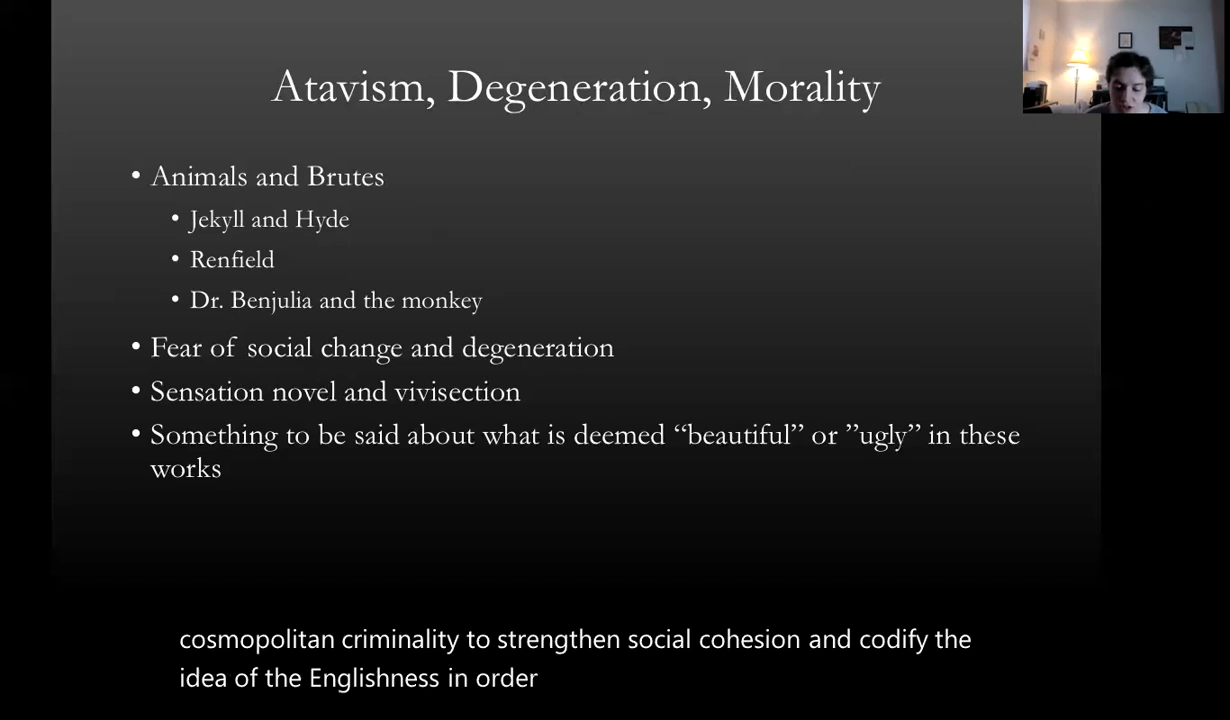 Atavism, Degeneration, Morality
• Animals and Brutes
• Jekyll and Hyde
• Renfield
• Dr. Benjulia and the monkey
• Fear of social change and degeneration
• Sensation novel and vivisection
• Something to be said about what is deemed “beautiful” or ”ugly” in these
works
cosmopolitan criminality to strengthen social cohesion and codify the
idea of the Englishness in order